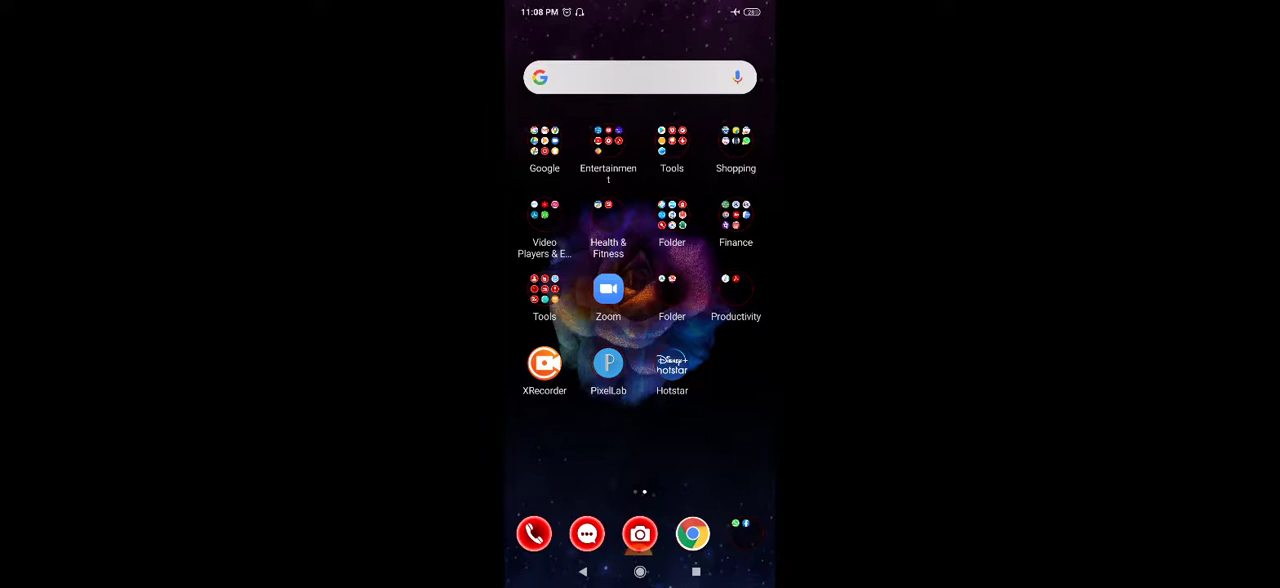 11:08 PM
28
Google
Entertainmen
t
Tools
Shopping
Video
Players & E...
Health &
Fitness
Folder
Finance
Tools
Zoom
Folder
Productivity
Disney+
hotstar
XRecorder
PixelLab
Hotstar